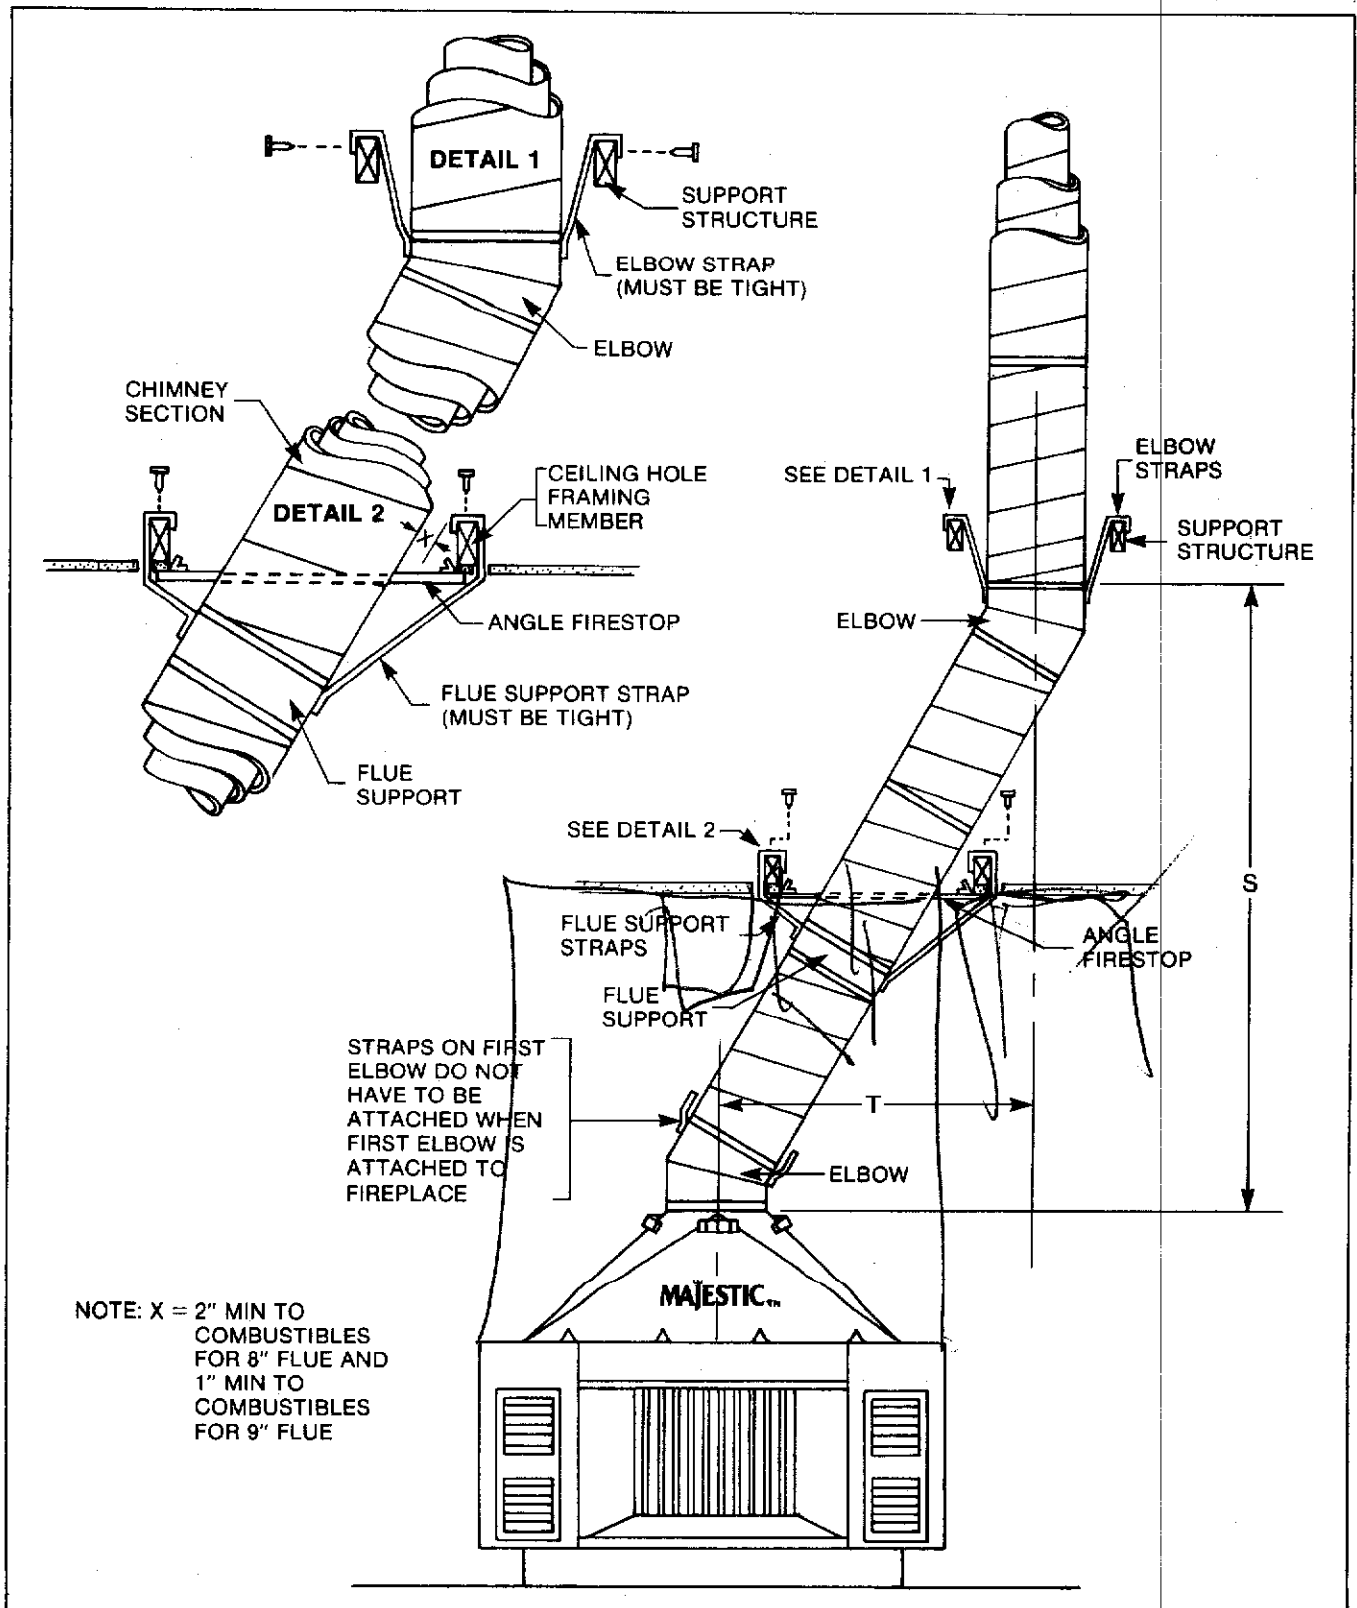 DETAIL 1
SUPPORT
STRUCTURE
ELBOW STRAP
(MUST BE TIGHT)
ELBOW
CHIMNEY
SECTION
DETAIL 2
X
CEILING HOLE
FRAMING
MEMBER
ANGLE FIRESTOP
FLUE SUPPORT STRAP
(MUST BE TIGHT)
FLUE
SUPPORT
SEE DETAIL 1
ELBOW
STRAPS
SUPPORT
STRUCTURE
ELBOW
SEE DETAIL 2
S
FLUE SUPPORT
STRAPS
ANGLE
FIRESTOP
FLUE
SUPPORT
STRAPS ON FIRST
ELBOW DO NOT
HAVE TO BE
ATTACHED WHEN
FIRST ELBOW IS
ATTACHED TO
FIREPLACE
T
ELBOW
MAJESTIC TM
NOTE: X = 2" MIN TO
COMBUSTIBLES
FOR 8" FLUE AND
1" MIN TO
COMBUSTIBLES
FOR 9" FLUE